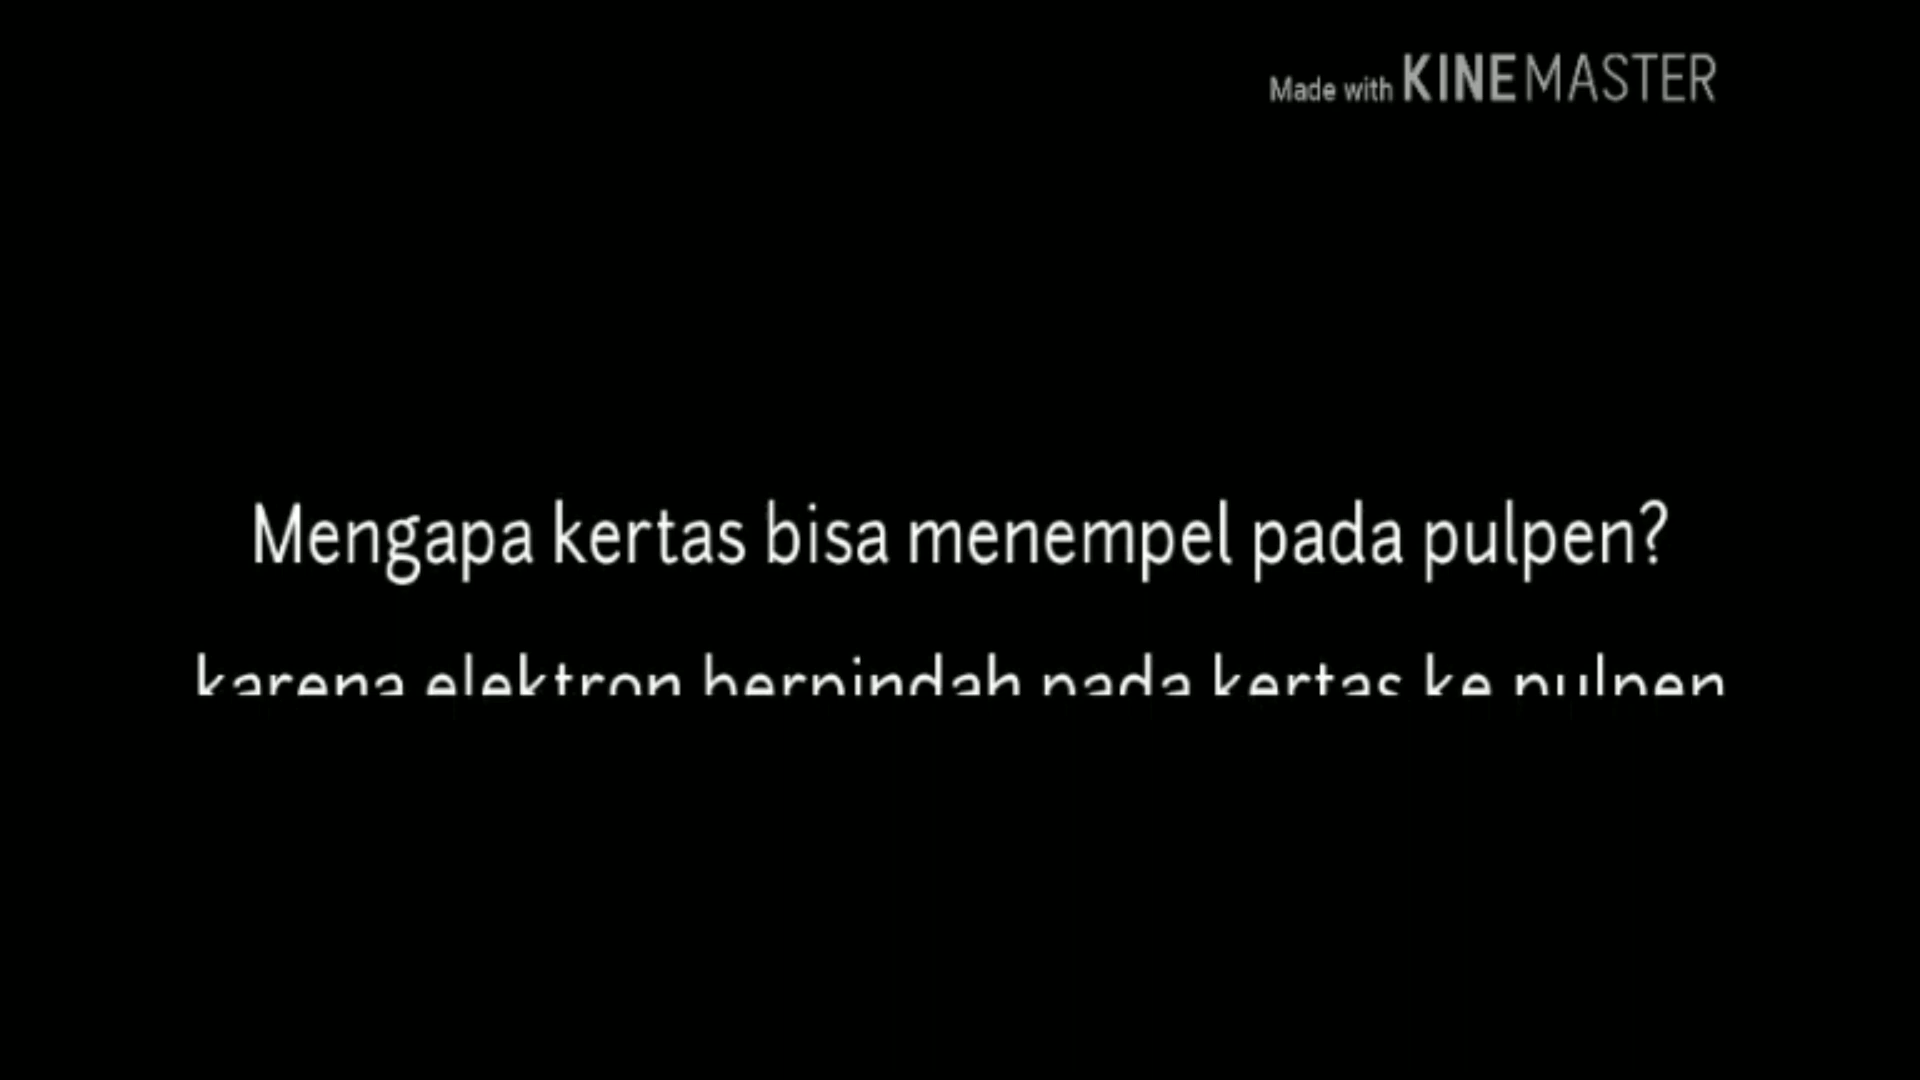 Made with KINEMASTER
Mengapa kertas bisa menempel pada pulpen?
karena elektron berpindah pada kertas ke pulpen